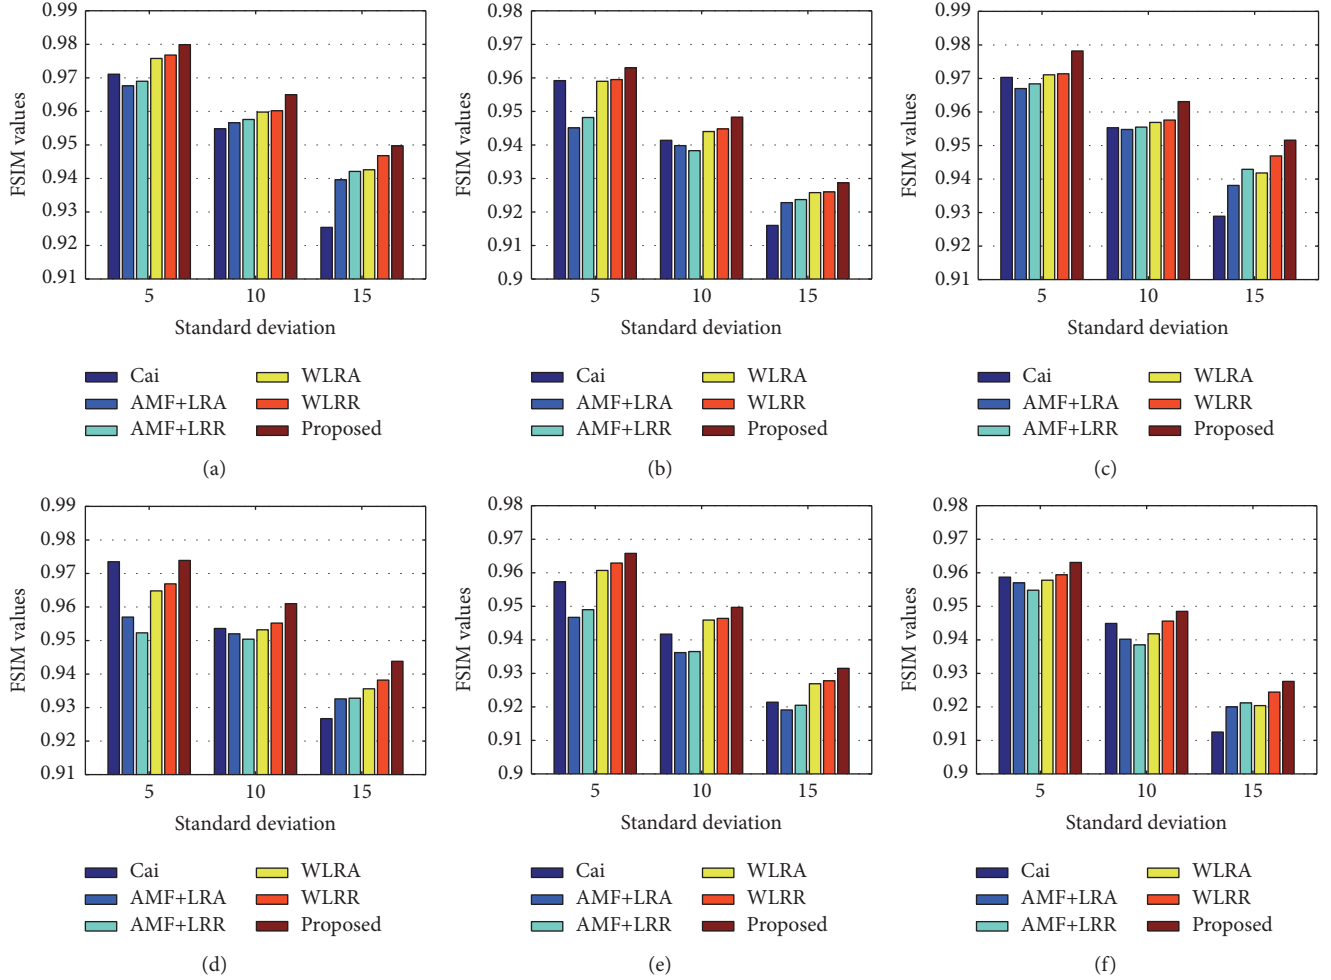 0.99
0.98
0.97
0.96
0.95
0.94
0.93
0.92
0.91
FSIM values
5 10 15
Standard deviation
Cai WLRA
AMF+LRA WLRR
AMF+LRR Proposed
(a)
0.98
0.97
0.96
0.95
0.94
0.93
0.92
0.91
0.9
FSIM values
5 10 15
Standard deviation
Cai WLRA
AMF+LRA WLRR
AMF+LRR Proposed
(b)
0.99
0.98
0.97
0.96
0.95
0.94
0.93
0.92
0.91
FSIM values
5 10 15
Standard deviation
Cai WLRA
AMF+LRA WLRR
AMF+LRR Proposed
(c)
0.99
0.98
0.97
0.96
0.95
0.94
0.93
0.92
0.91
FSIM values
5 10 15
Standard deviation
Cai WLRA
AMF+LRA WLRR
AMF+LRR Proposed
(d)
0.98
0.97
0.96
0.95
0.94
0.93
0.92
0.91
0.9
FSIM values
5 10 15
Standard deviation
Cai WLRA
AMF+LRA WLRR
AMF+LRR Proposed
(e)
0.98
0.97
0.96
0.95
0.94
0.93
0.92
0.91
0.9
FSIM values
5 10 15
Standard deviation
Cai WLRA
AMF+LRA WLRR
AMF+LRR Proposed
(f)